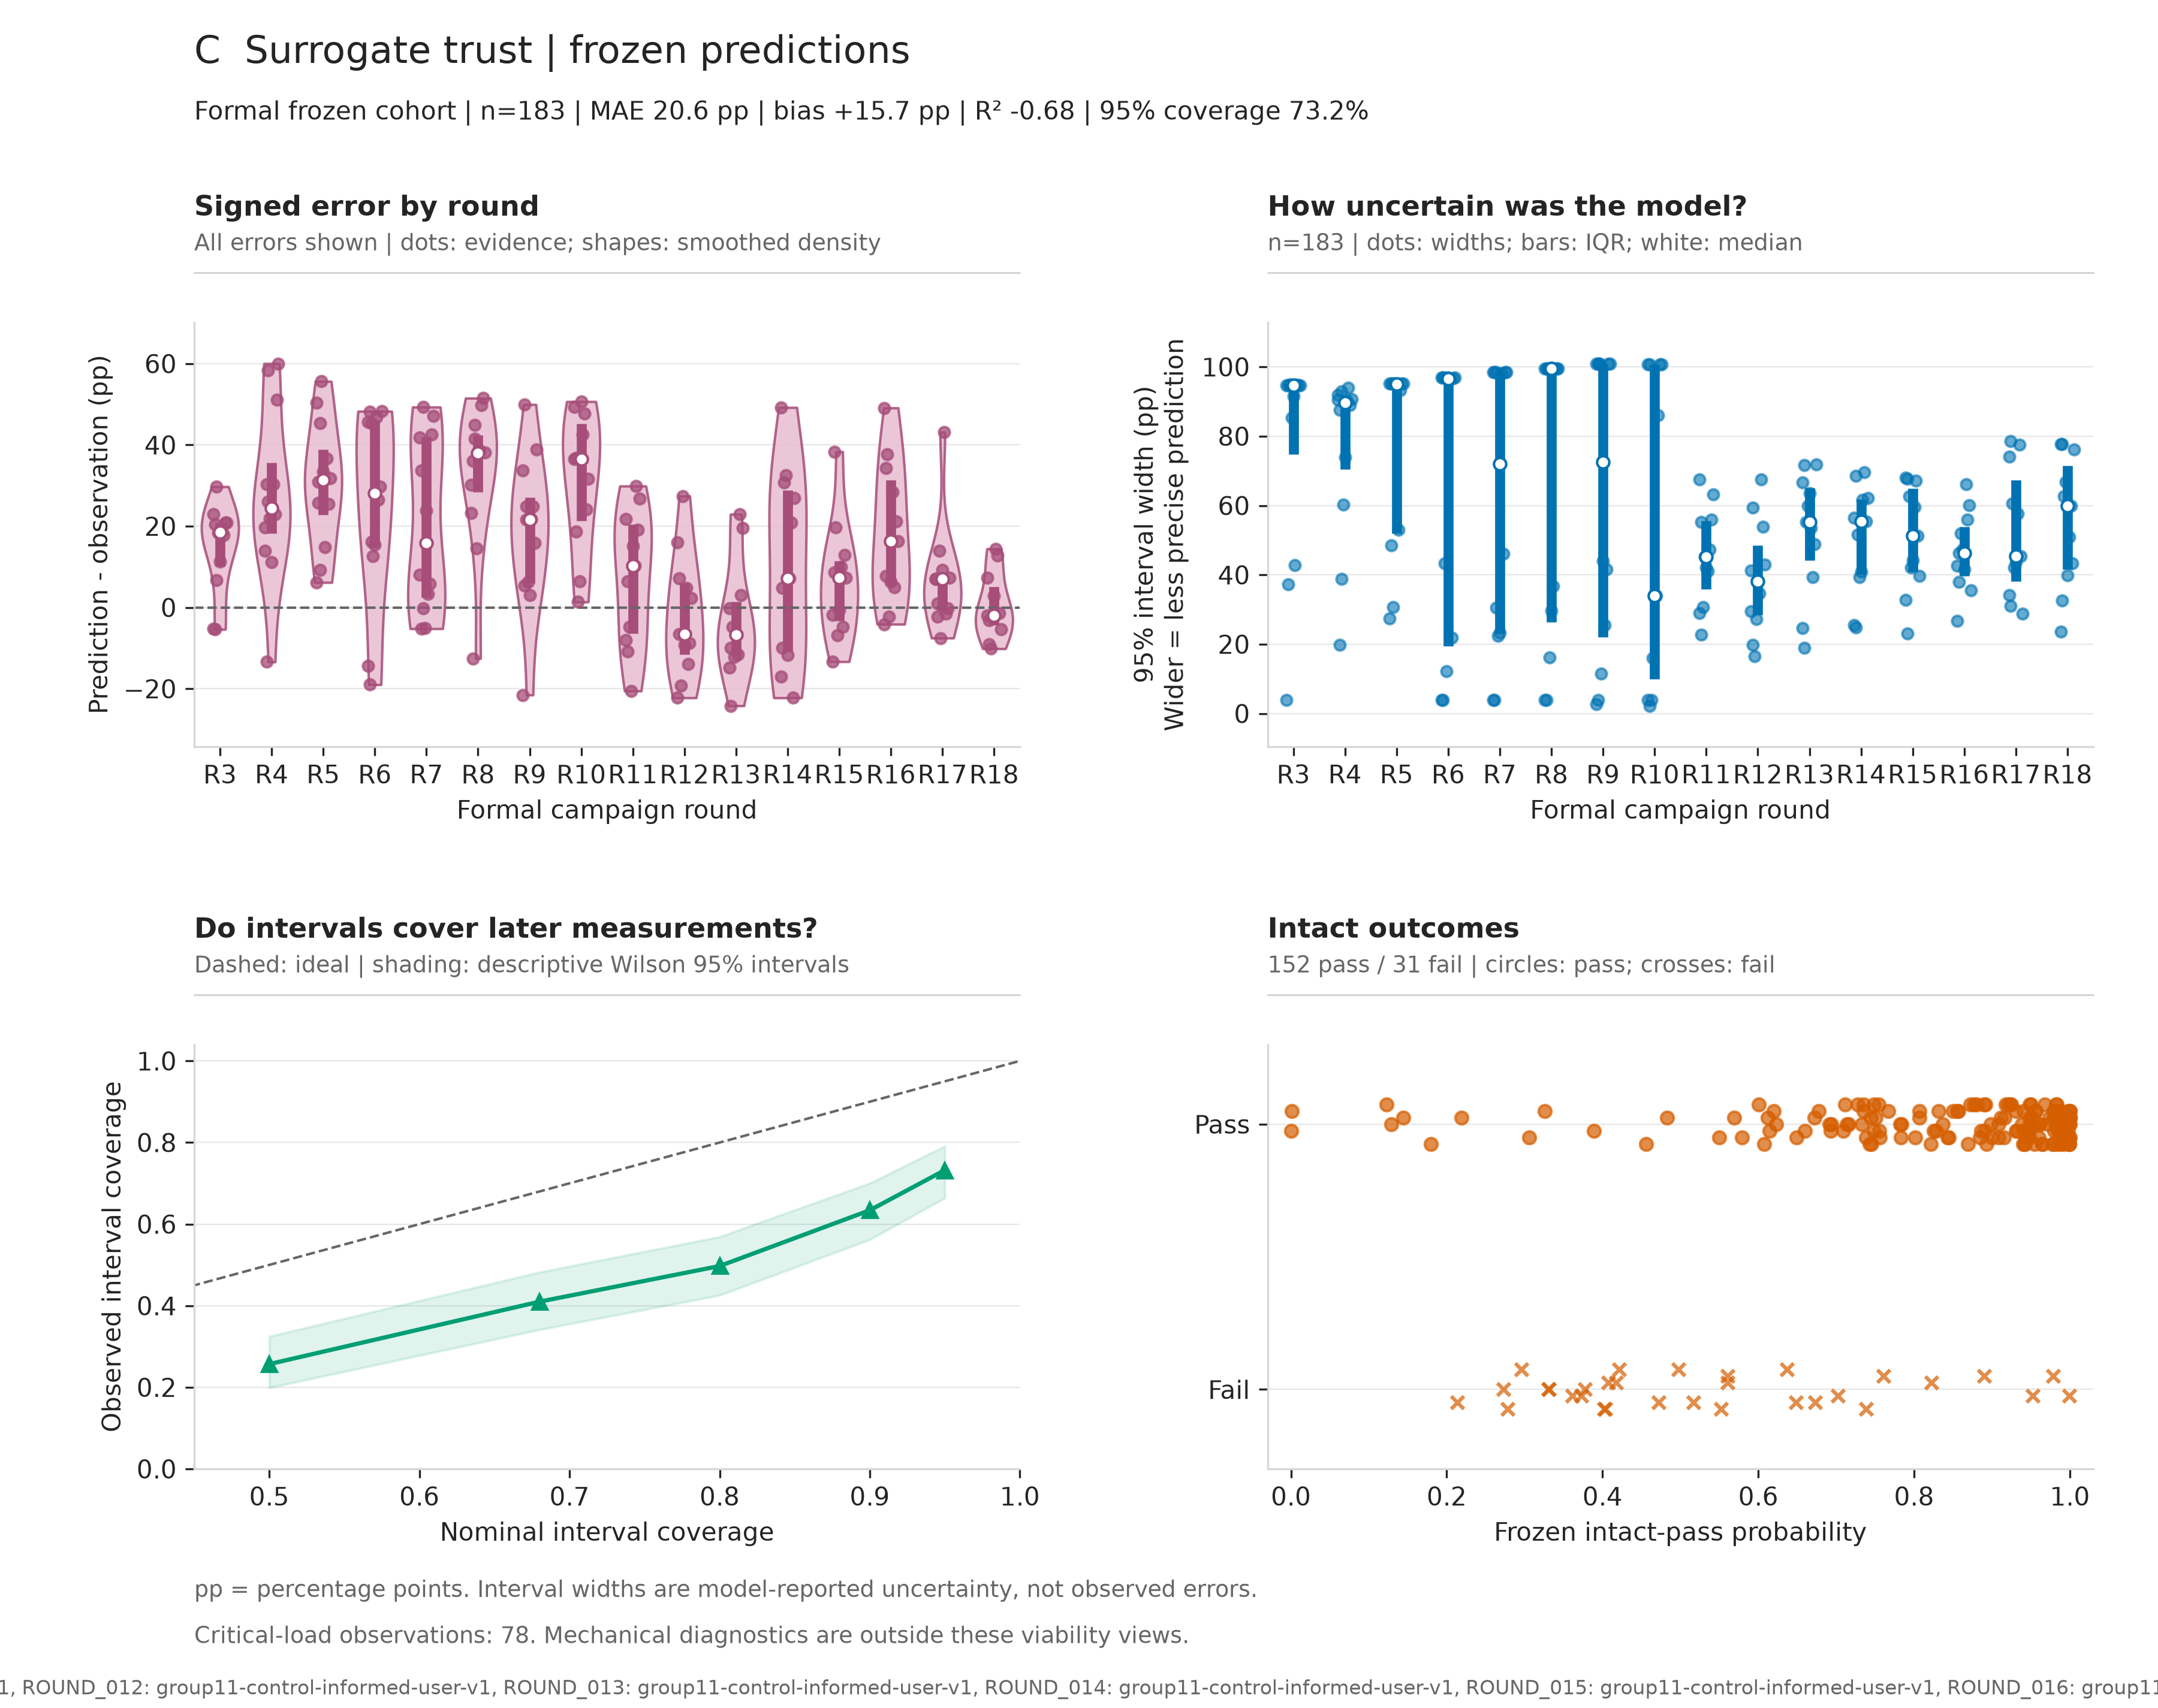 C  Surrogate trust | frozen predictions
Formal frozen cohort | n=183 | MAE 20.6 pp | bias +15.7 pp | R² -0.68 | 95% coverage 73.2%
Signed error by round
All errors shown | dots: evidence; shapes: smoothed density
Prediction - observation (pp)
60
40
20
0
−20
R3 R4 R5 R6 R7 R8 R9 R10 R11 R12 R13 R14 R15 R16 R17 R18
Formal campaign round
How uncertain was the model?
n=183 | dots: widths; bars: IQR; white: median
95% interval width (pp)
Wider = less precise prediction
100
80
60
40
20
0
R3 R4 R5 R6 R7 R8 R9 R10 R11 R12 R13 R14 R15 R16 R17 R18
Formal campaign round
Do intervals cover later measurements?
Dashed: ideal | shading: descriptive Wilson 95% intervals
Observed interval coverage
1.0
0.8
0.6
0.4
0.2
0.0
0.5 0.6 0.7 0.8 0.9 1.0
Nominal interval coverage
Intact outcomes
152 pass / 31 fail | circles: pass; crosses: fail
Pass
Fail
0.0 0.2 0.4 0.6 0.8 1.0
Frozen intact-pass probability
pp = percentage points. Interval widths are model-reported uncertainty, not observed errors.
Critical-load observations: 78. Mechanical diagnostics are outside these viability views.
1, ROUND_012: group11-control-informed-user-v1, ROUND_013: group11-control-informed-user-v1, ROUND_014: group11-control-informed-user-v1, ROUND_015: group11-control-informed-user-v1, ROUND_016: group11